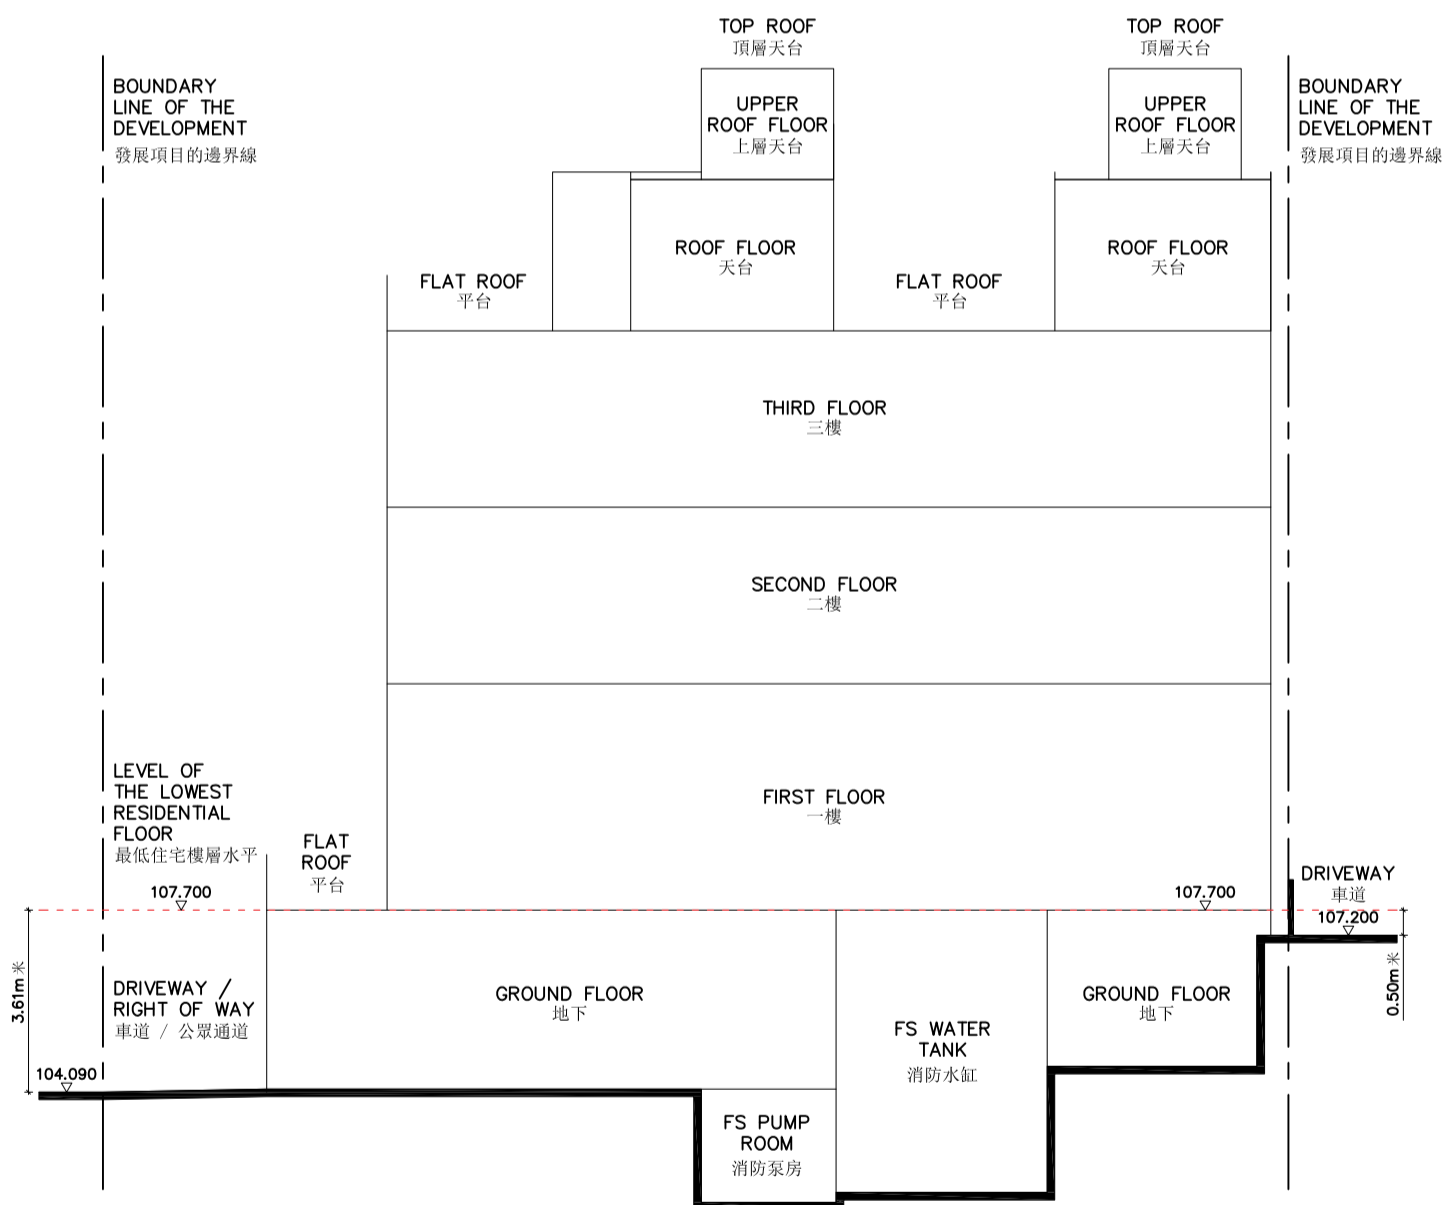 TOP ROOF
頂層天台
TOP ROOF
頂層天台
BOUNDARY
LINE OF THE
DEVELOPMENT
發展項目的邊界線
UPPER
ROOF FLOOR
上層天台
UPPER
ROOF FLOOR
上層天台
BOUNDARY
LINE OF THE
DEVELOPMENT
發展項目的邊界線
FLAT ROOF
平台
ROOF FLOOR
天台
FLAT ROOF
平台
ROOF FLOOR
天台
THIRD FLOOR
三樓
SECOND FLOOR
二樓
FIRST FLOOR
一樓
LEVEL OF
THE LOWEST
RESIDENTIAL
FLOOR
最低住宅樓層水平
107.700
FLAT
ROOF
平台
107.700
DRIVEWAY
車道
107.200
3.61m 米
DRIVEWAY /
RIGHT OF WAY
車道 / 公眾通道
104.090
GROUND FLOOR
地下
FS WATER
TANK
消防水缸
GROUND FLOOR
地下
0.50m 米
FS PUMP
ROOM
消防泵房